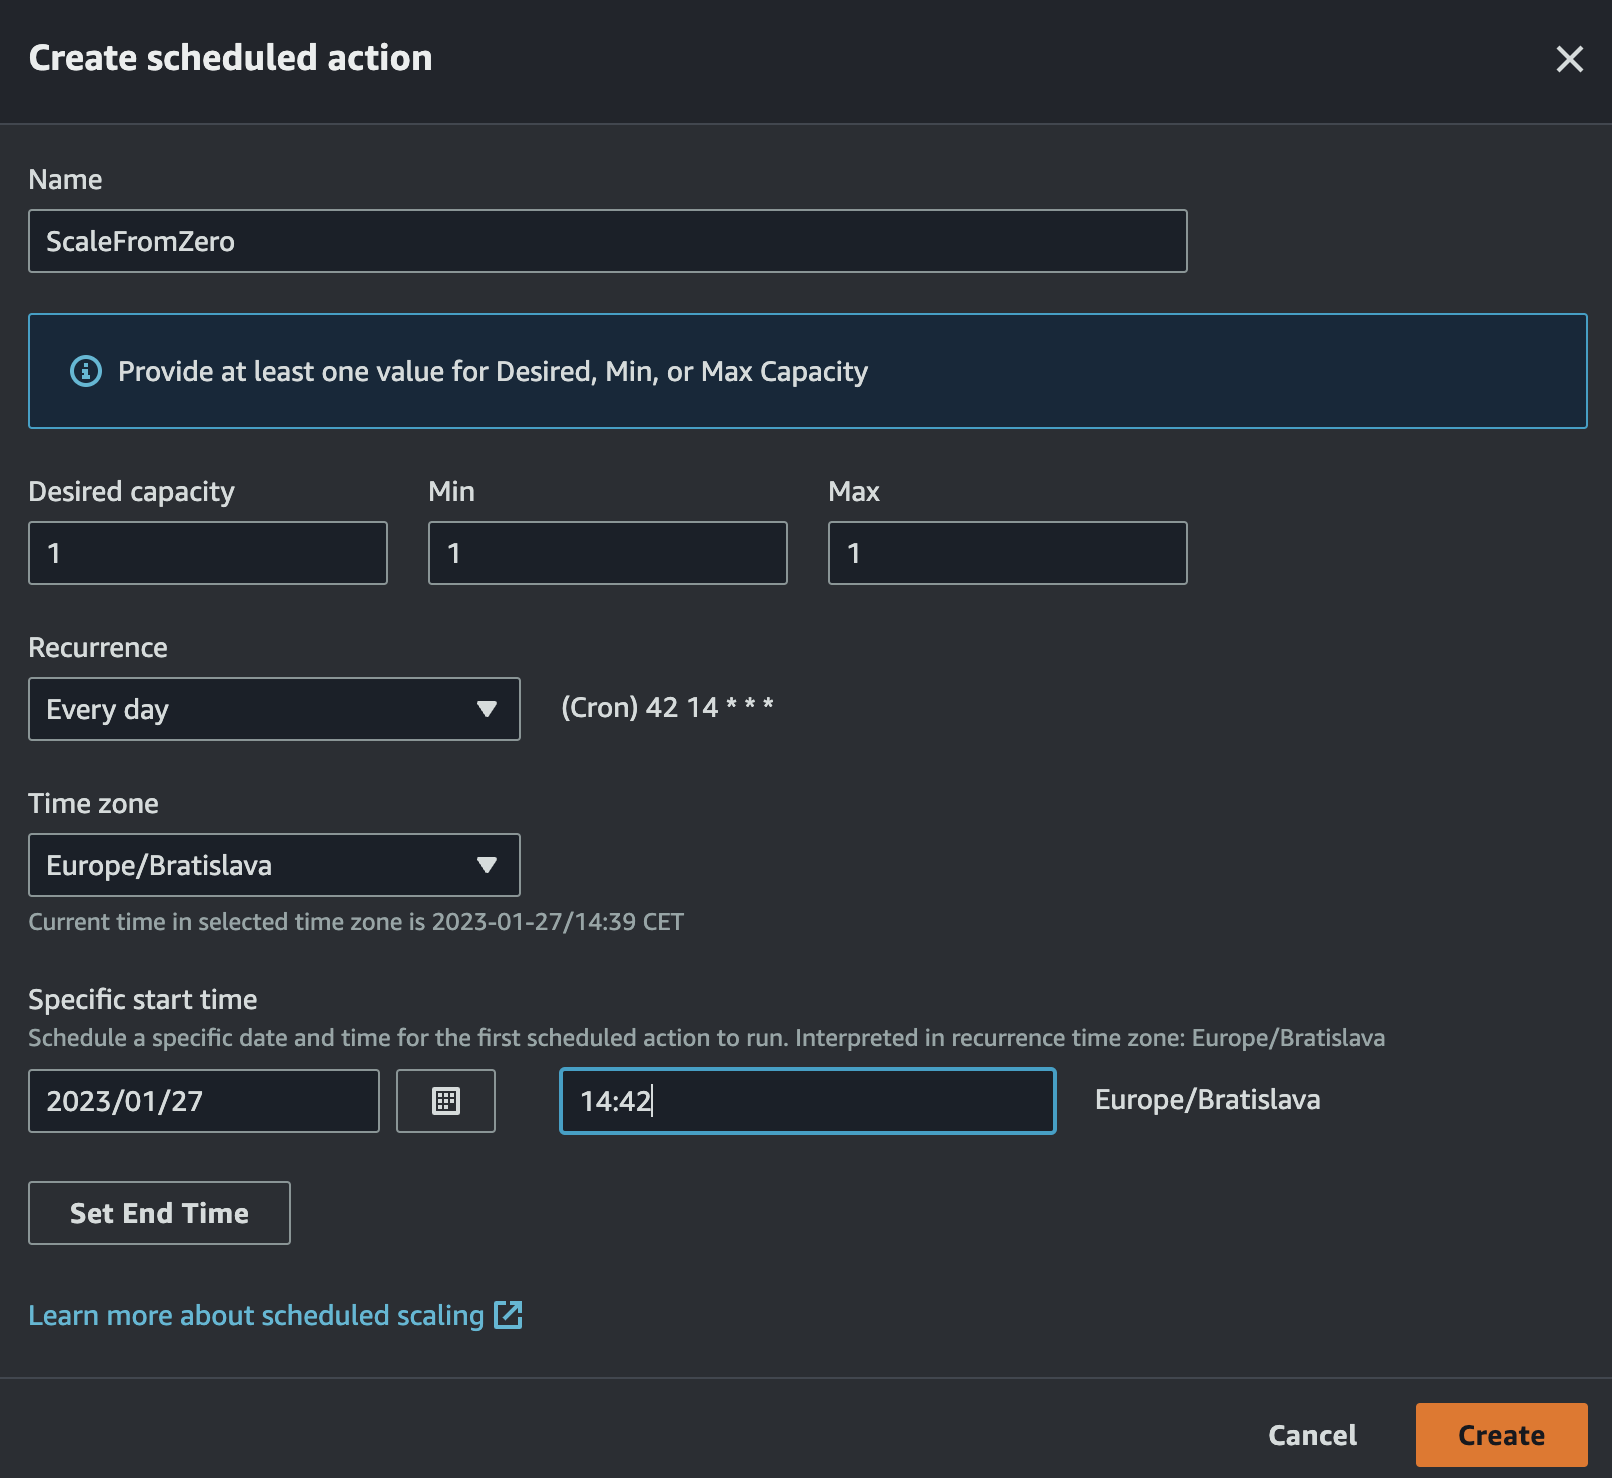 Create scheduled action
Name
ScaleFromZero
Provide at least one value for Desired, Min, or Max Capacity
Desired capacity Min Max
1 1 1
Recurrence
Every day (Cron) 42 14 * * *
Time zone
Europe/Bratislava
Current time in selected time zone is 2023-01-27/14:39 CET
Specific start time
Schedule a specific date and time for the first scheduled action to run. Interpreted in recurrence time zone: Europe/Bratislava
2023/01/27 14:42 Europe/Bratislava
Set End Time
Learn more about scheduled scaling
Cancel Create